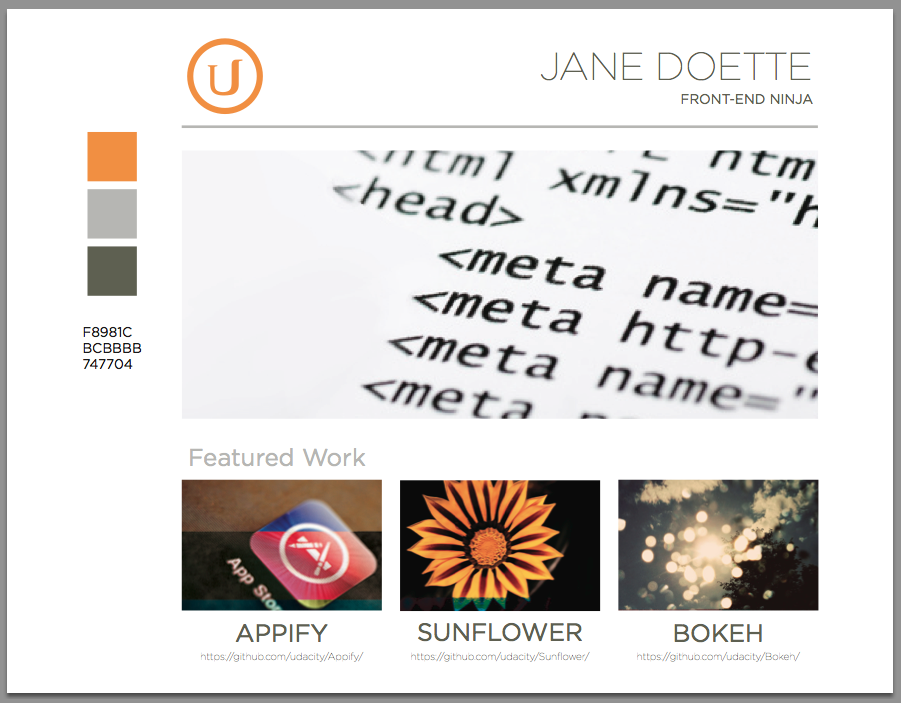 U
JANE DOETTE
FRONT-END NINJA
<html
htm
xmlns="h
<head>
<meta name=
<meta http-e
<meta name="
<meta
F8981C
BCBBBB
747704
Featured Work
App Sto
APPIFY
SUNFLOWER
BOKEH
https://github.com/udacity/Appify/
https://github.com/udacity/Sunflower/
https://github.com/udacity/Bokeh/